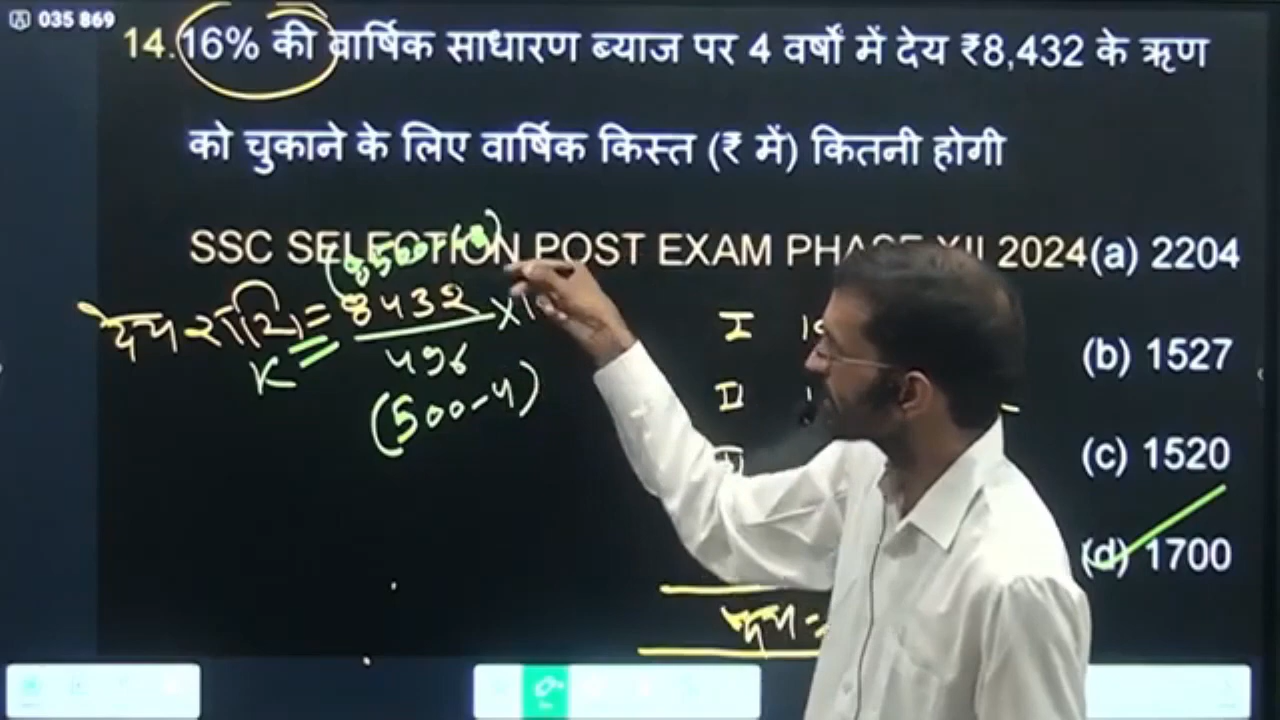 035 869
14. 16% की वार्षिक साधारण ब्याज पर 4 वर्षों में देय ₹8,432 के ऋण
को चुकाने के लिए वार्षिक किस्त (₹ में) कितनी होगी
SSC SELECTION POST EXAM PHASE XII 2024 (a) 2204
(b) 1527
(c) 1520
(d) 1700
देय राशि = 8432 ×
K = 496
(500-4)
I
II
देय =